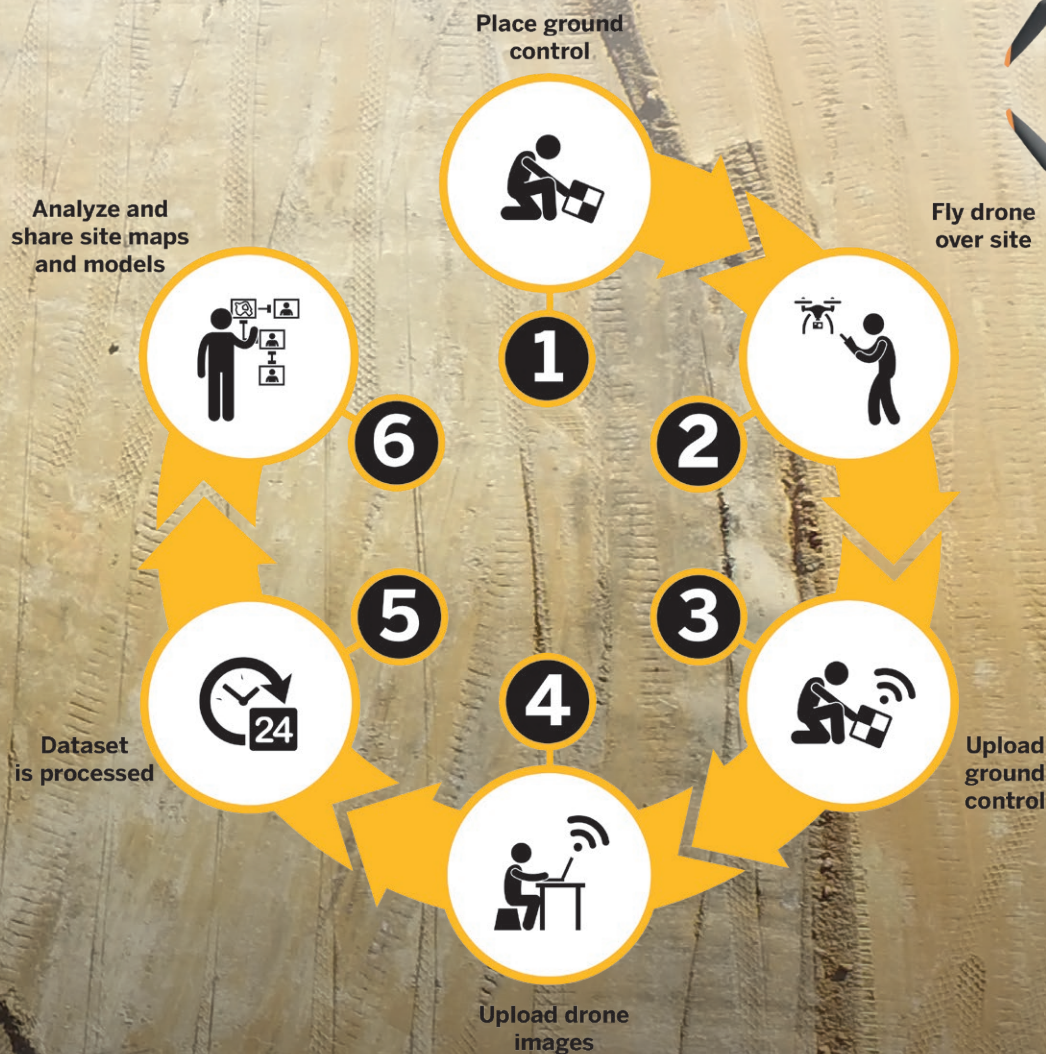 Place ground
control
1
Fly drone
over site
2
Upload
ground
control
3
Upload drone
images
4
Dataset
is processed
24
5
Analyze and
share site maps
and models
6